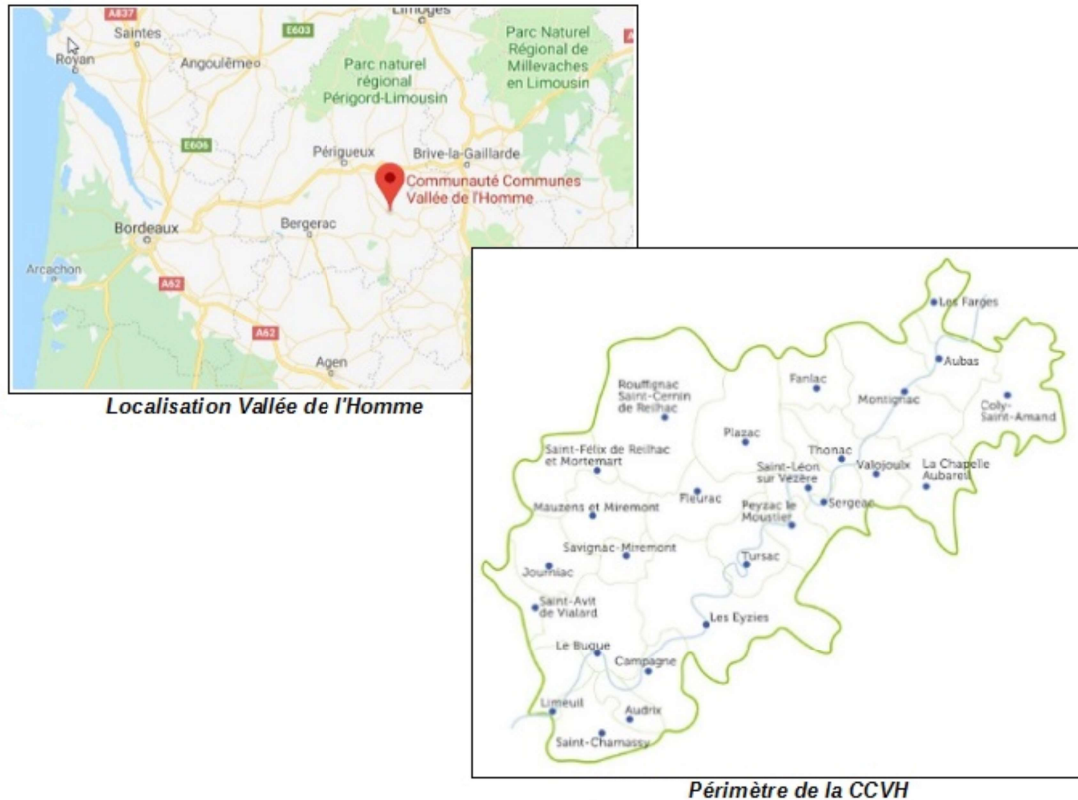 A837
Limoges
Saintes
E603
Parc Naturel
Régional de
Millevaches
en Limousin
A
Royan
Angoulême
Parc naturel
régional
Périgord-Limousin
E606
Périgueux
Brive-la-Gaillarde
Communauté Communes
Vallée de l'Homme
Bergerac
Bordeaux
Arcachon
A62
A62
Agen
Localisation Vallée de l'Homme
Les Farges
Aubas
Fanlac
Montignac
Coly-
Saint-Amand
Rouffignac
Saint-Cernin
de Reilhac
Plazac
Thonac
Saint-Félix de Reilhac
et Mortemart
Saint-Léon
sur Vézère
Valojoulx
La Chapelle
Aubareil
Fleurac
Sergeac
Mauzens et Miremont
Peyzac le
Moustier
Savignac-Miremont
Tursac
Journiac
Saint-Avit
de Vialard
Les Eyzies
Le Bugue
Campagne
Limeuil
Audrix
Saint-Chamassy
Périmètre de la CCVH